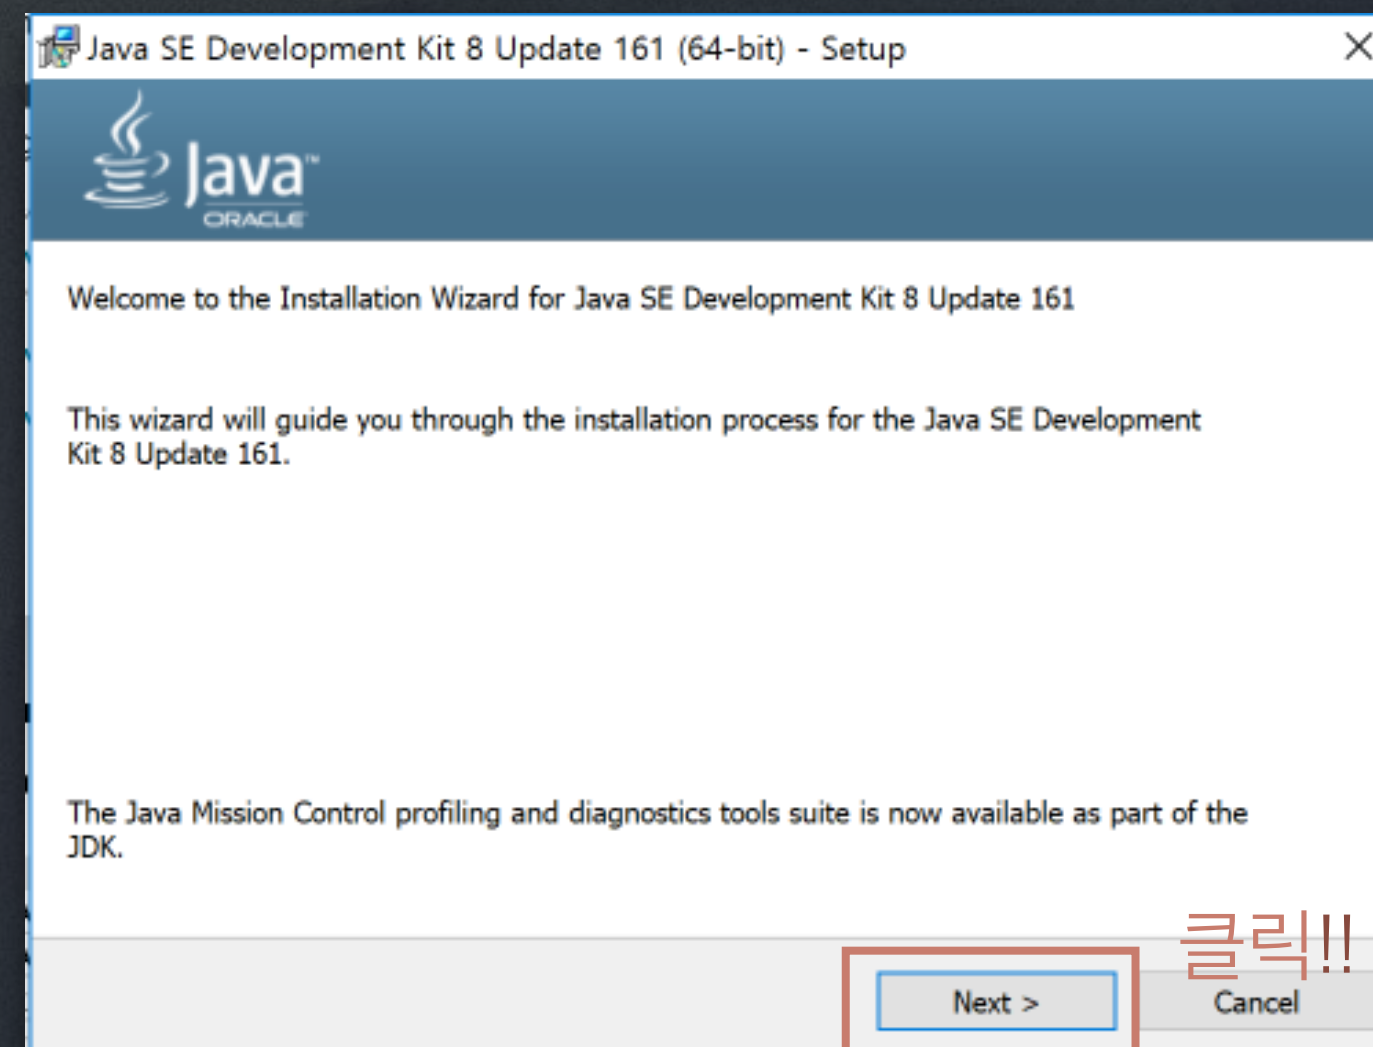 Java SE Development Kit 8 Update 161 (64-bit) - Setup
Java™
ORACLE
Welcome to the Installation Wizard for Java SE Development Kit 8 Update 161
This wizard will guide you through the installation process for the Java SE Development
Kit 8 Update 161.
The Java Mission Control profiling and diagnostics tools suite is now available as part of the
JDK.
클릭!!
Next >
Cancel